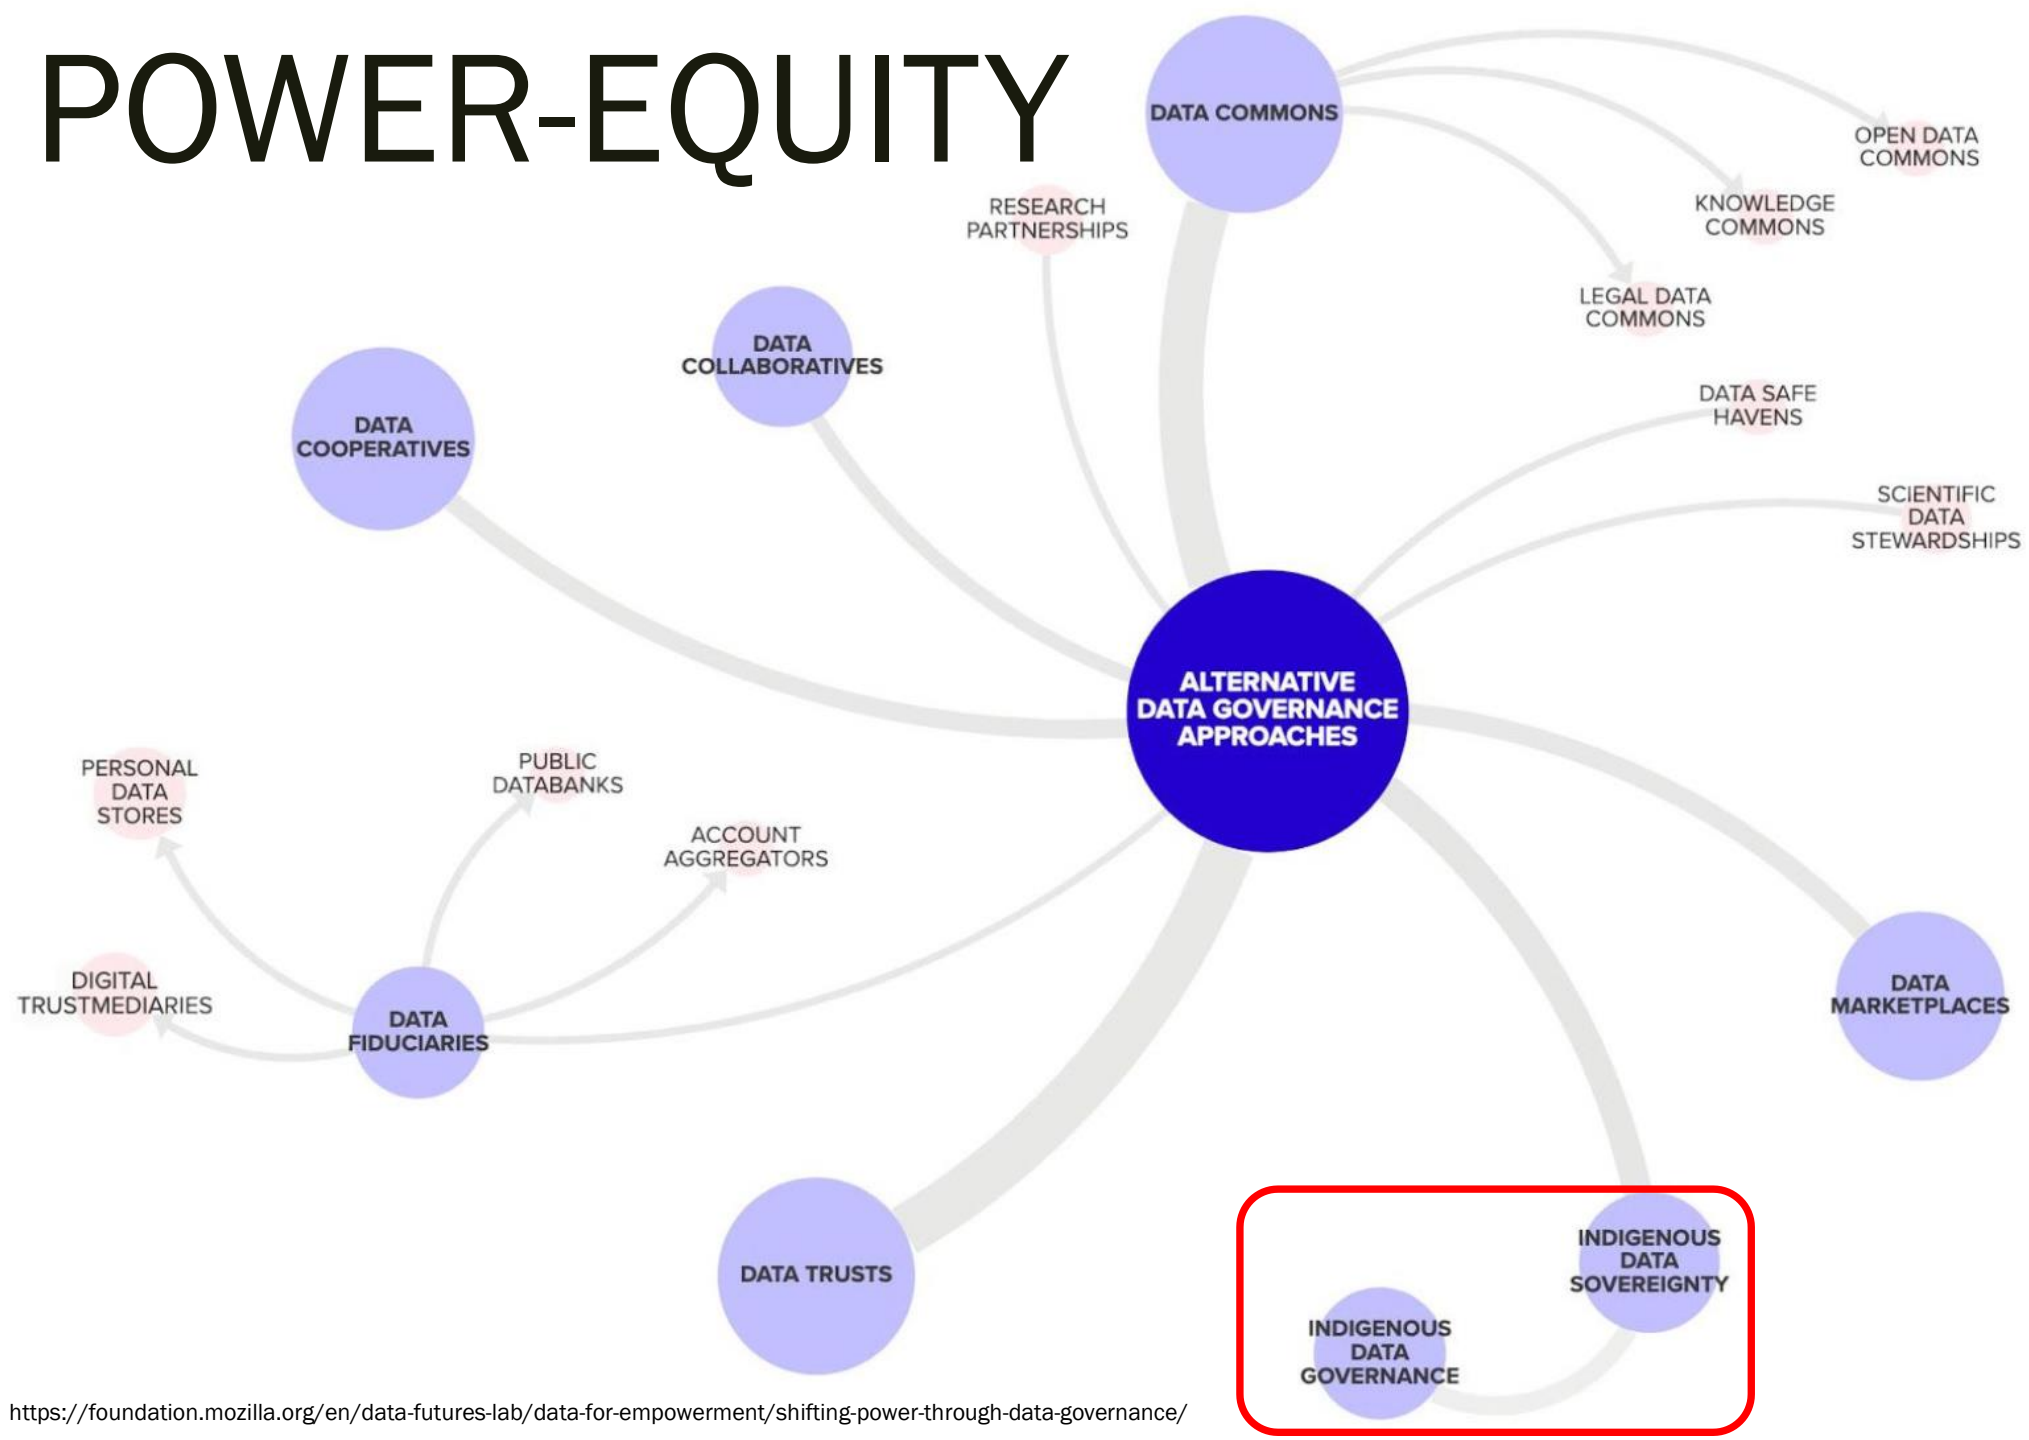 POWER-EQUITY
DATA COMMONS
OPEN DATA
COMMONS
KNOWLEDGE
COMMONS
LEGAL DATA
COMMONS
RESEARCH
PARTNERSHIPS
DATA
COLLABORATIVES
DATA
COOPERATIVES
DATA SAFE
HAVENS
SCIENTIFIC
DATA
STEWARDSHIPS
ALTERNATIVE
DATA GOVERNANCE
APPROACHES
PERSONAL
DATA
STORES
PUBLIC
DATABANKS
ACCOUNT
AGGREGATORS
DIGITAL
TRUSTMEDIARIES
DATA
FIDUCIARIES
DATA
MARKETPLACES
DATA TRUSTS
INDIGENOUS
DATA
SOVEREIGNTY
INDIGENOUS
DATA
GOVERNANCE
https://foundation.mozilla.org/en/data-futures-lab/data-for-empowerment/shifting-power-through-data-governance/